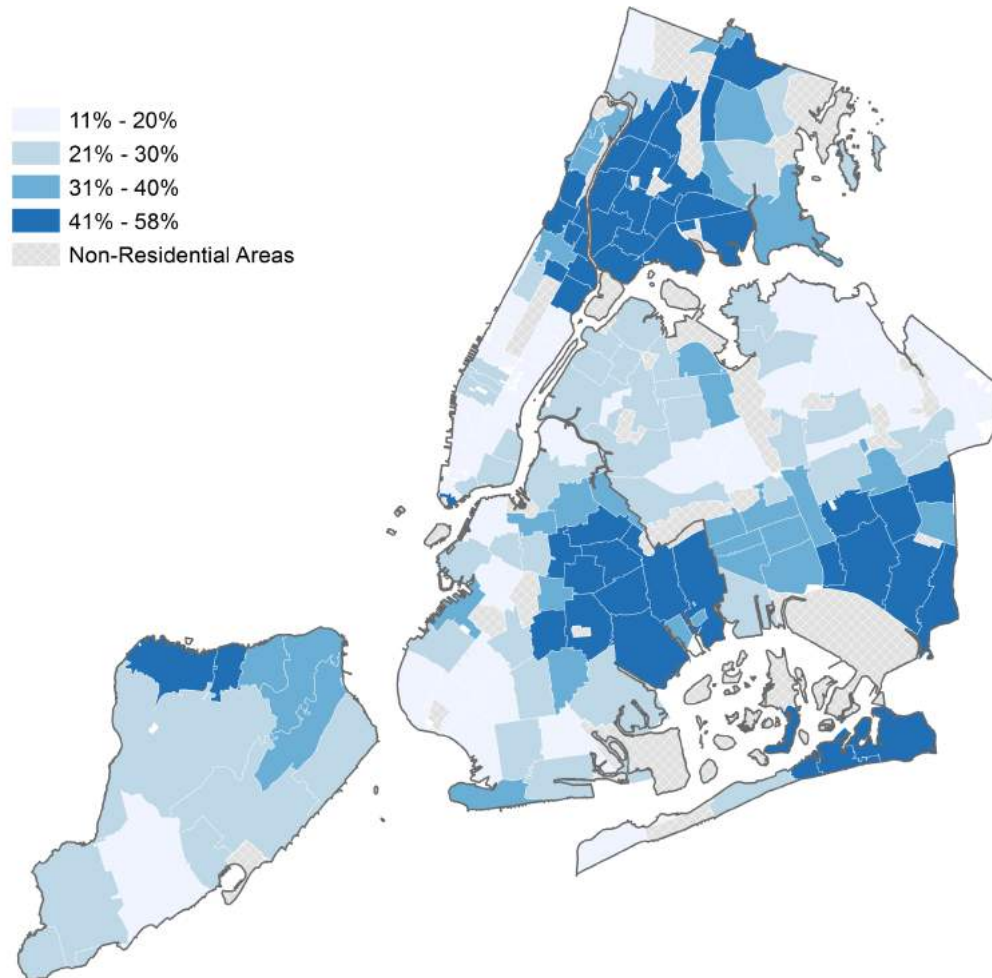 11% - 20%
21% - 30%
31% - 40%
41% - 58%
Non-Residential Areas